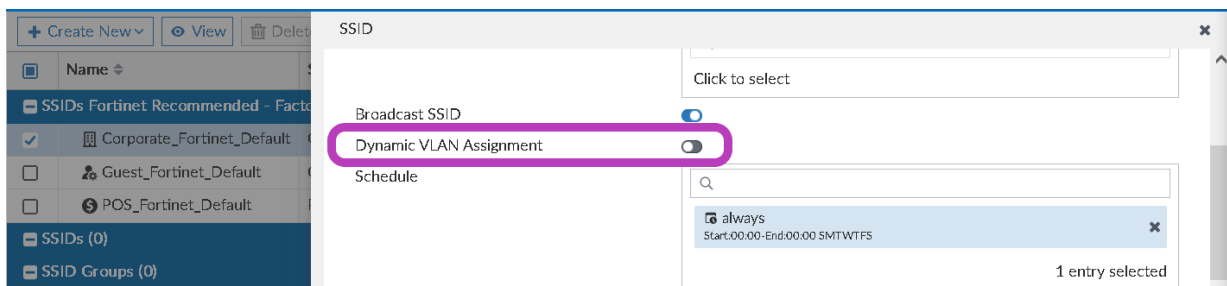 + Create New View Delet
SSID
Name
Click to select
SSIDs Fortinet Recommended - Facto
Broadcast SSID
Corporate_Fortinet_Default
Dynamic VLAN Assignment
Guest_Fortinet_Default
Schedule
POS_Fortinet_Default
always
Start:00:00-End:00:00 SMTWTFS
SSIDs (0)
SSID Groups (0)
1 entry selected